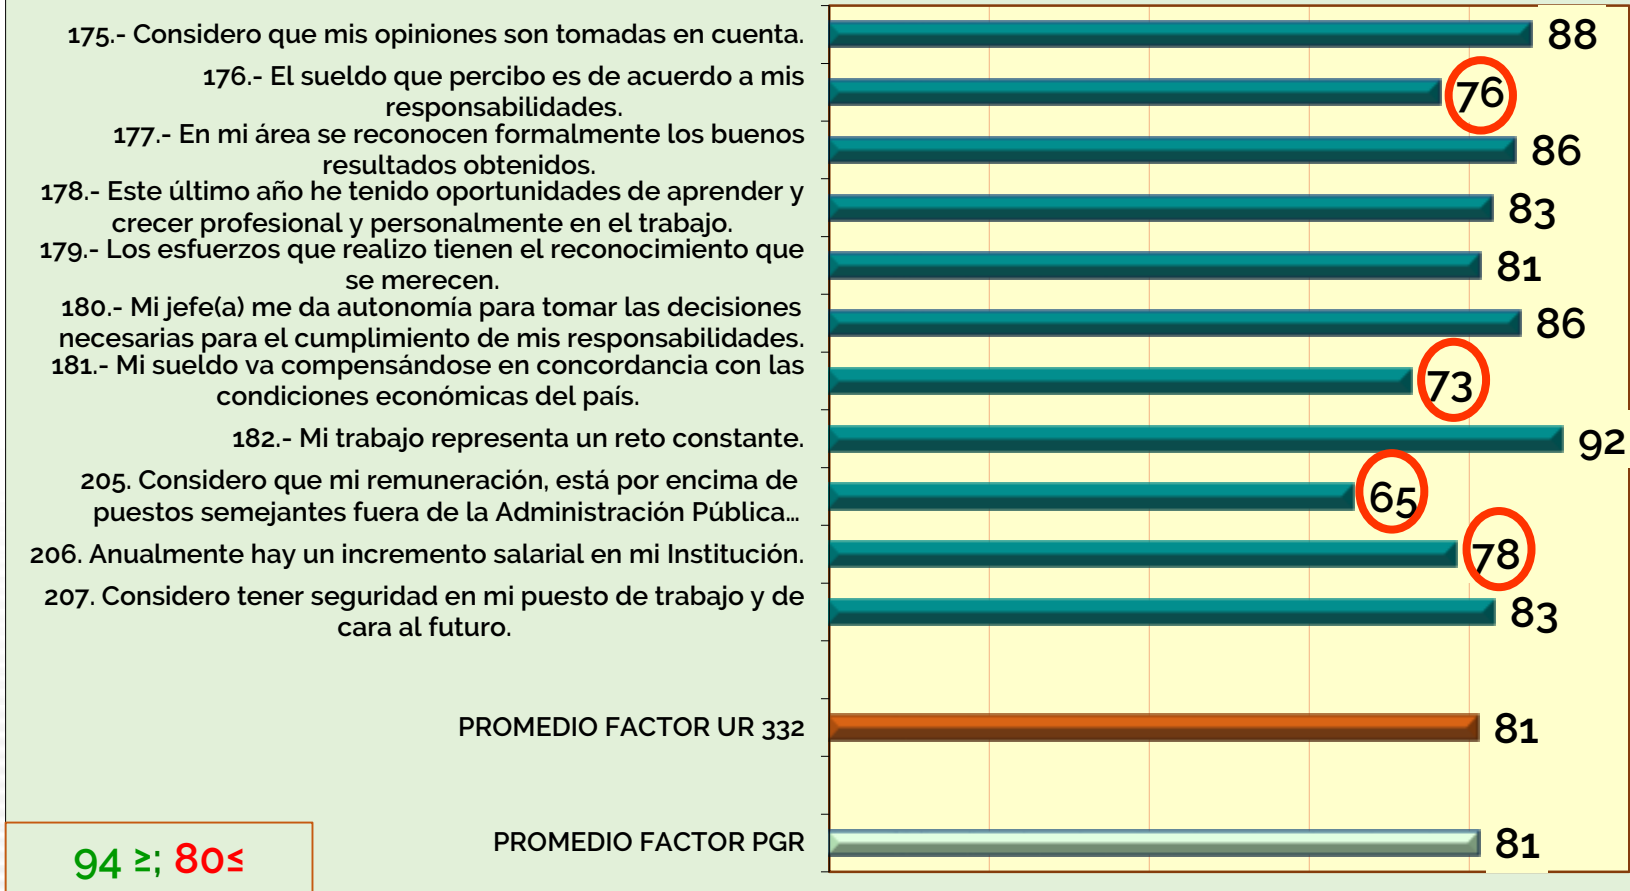 175.- Considero que mis opiniones son tomadas en cuenta.
88
176.- El sueldo que percibo es de acuerdo a mis
responsabilidades.
76
177.- En mi área se reconocen formalmente los buenos
resultados obtenidos.
86
178.- Este último año he tenido oportunidades de aprender y
crecer profesional y personalmente en el trabajo.
83
179.- Los esfuerzos que realizo tienen el reconocimiento que
se merecen.
81
180.- Mi jefe(a) me da autonomía para tomar las decisiones
necesarias para el cumplimiento de mis responsabilidades.
86
181.- Mi sueldo va compensándose en concordancia con las
condiciones económicas del país.
73
182.- Mi trabajo representa un reto constante.
92
205. Considero que mi remuneración, está por encima de
puestos semejantes fuera de la Administración Pública...
65
206. Anualmente hay un incremento salarial en mi Institución.
78
207. Considero tener seguridad en mi puesto de trabajo y de
cara al futuro.
83
PROMEDIO FACTOR UR 332
81
PROMEDIO FACTOR PGR
81
94 ≥; 80≤